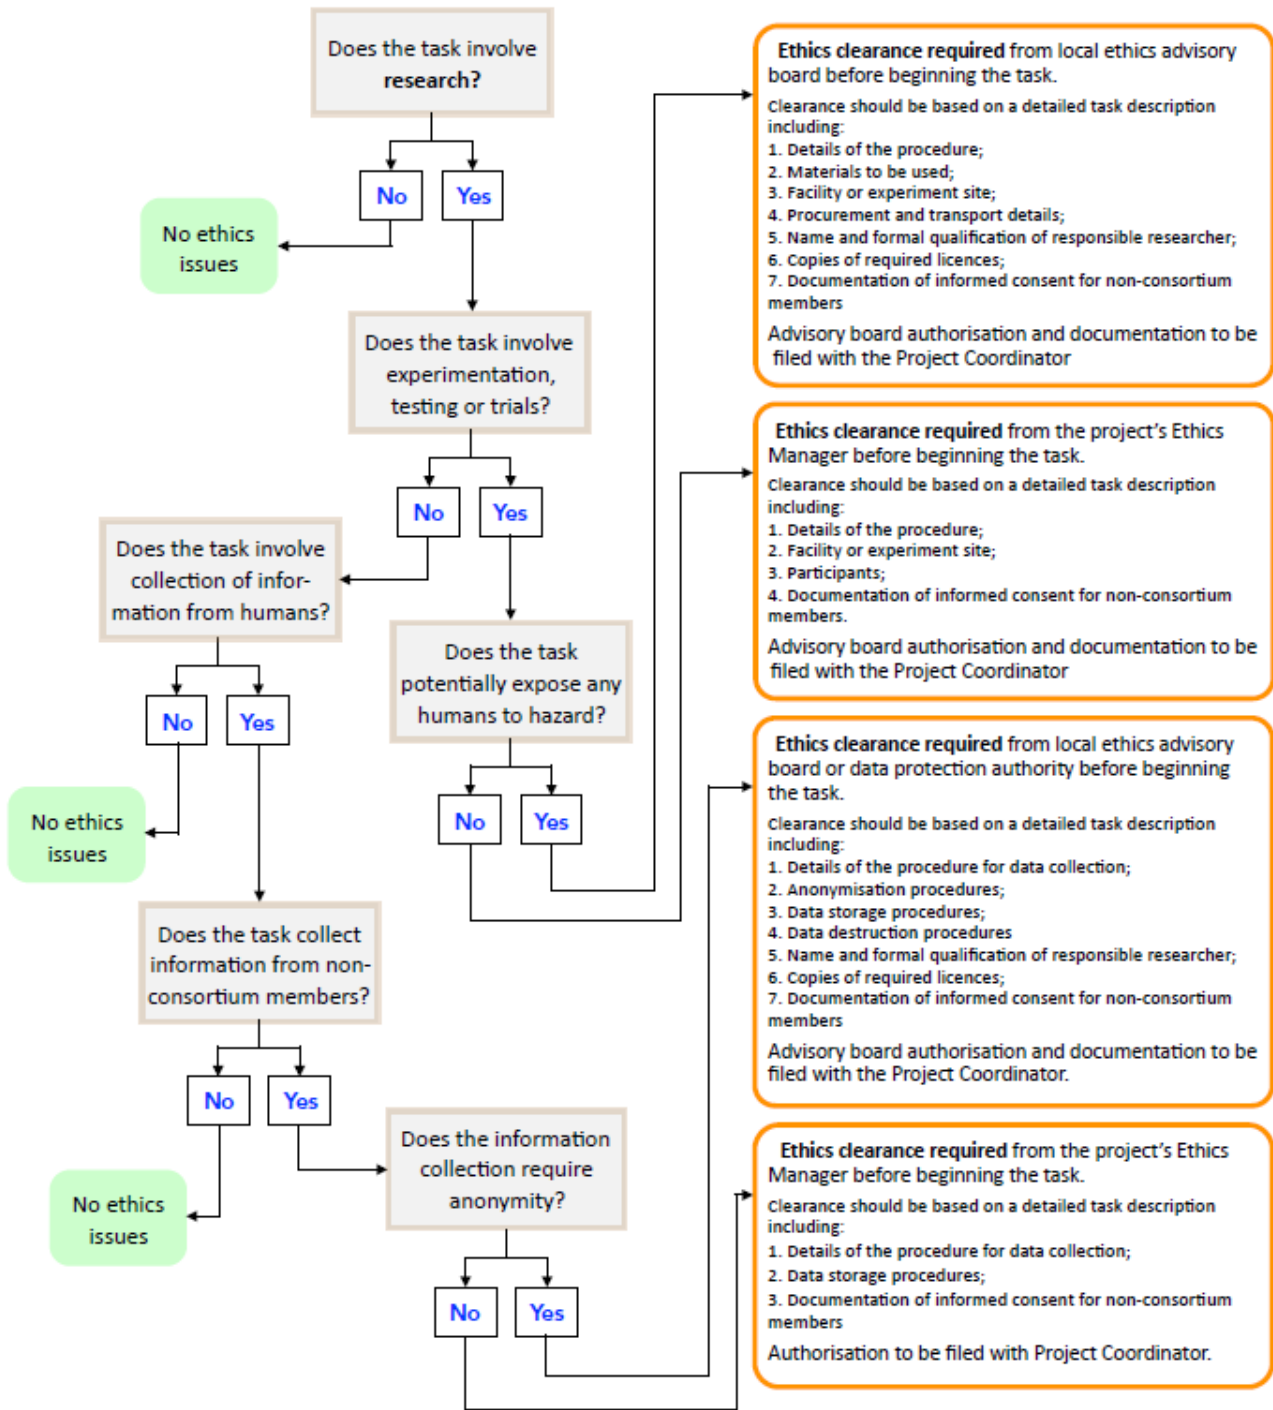 Does the task involve
research?
No
Yes
No ethics
issues
Does the task involve
experimentation,
testing or trials?
No
Yes
Does the task involve
collection of infor-
mation from humans?
No
Yes
No ethics
issues
Does the task
potentially expose any
humans to hazard?
No
Yes
Does the task collect
information from non-
consortium members?
No
Yes
No ethics
issues
Does the information
collection require
anonymity?
No
Yes
Ethics clearance required from local ethics advisory
board before beginning the task.
Clearance should be based on a detailed task description
including:
1. Details of the procedure;
2. Materials to be used;
3. Facility or experiment site;
4. Procurement and transport details;
5. Name and formal qualification of responsible researcher;
6. Copies of required licences;
7. Documentation of informed consent for non-consortium
members
Advisory board authorisation and documentation to be
filed with the Project Coordinator
Ethics clearance required from the project's Ethics
Manager before beginning the task.
Clearance should be based on a detailed task description
including:
1. Details of the procedure;
2. Facility or experiment site;
3. Participants;
4. Documentation of informed consent for non-consortium
members.
Advisory board authorisation and documentation to be
filed with the Project Coordinator
Ethics clearance required from local ethics advisory
board or data protection authority before beginning
the task.
Clearance should be based on a detailed task description
including:
1. Details of the procedure for data collection;
2. Anonymisation procedures;
3. Data storage procedures;
4. Data destruction procedures
5. Name and formal qualification of responsible researcher;
6. Copies of required licences;
7. Documentation of informed consent for non-consortium
members
Advisory board authorisation and documentation to be
filed with the Project Coordinator.
Ethics clearance required from the project's Ethics
Manager before beginning the task.
Clearance should be based on a detailed task description
including:
1. Details of the procedure for data collection;
2. Data storage procedures;
3. Documentation of informed consent for non-consortium
members
Authorisation to be filed with Project Coordinator.